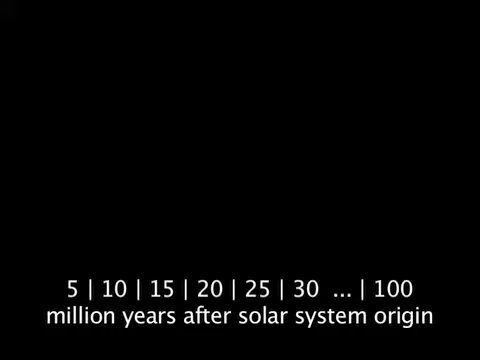 5 | 10 | 15 | 20 | 25 | 30 ... | 100
million years after solar system origin